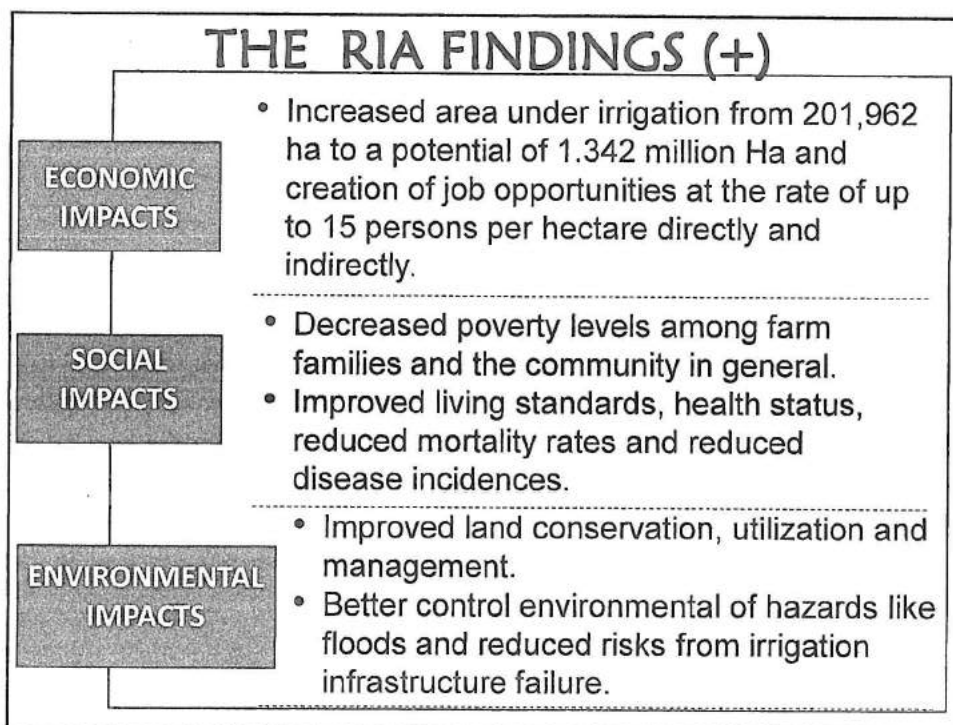 THE RIA FINDINGS (+)
ECONOMIC
IMPACTS
• Increased area under irrigation from 201,962
ha to a potential of 1.342 million Ha and
creation of job opportunities at the rate of up
to 15 persons per hectare directly and
indirectly.
SOCIAL
IMPACTS
• Decreased poverty levels among farm
families and the community in general.
• Improved living standards, health status,
reduced mortality rates and reduced
disease incidences.
ENVIRONMENTAL
IMPACTS
• Improved land conservation, utilization and
management.
• Better control environmental of hazards like
floods and reduced risks from irrigation
infrastructure failure.